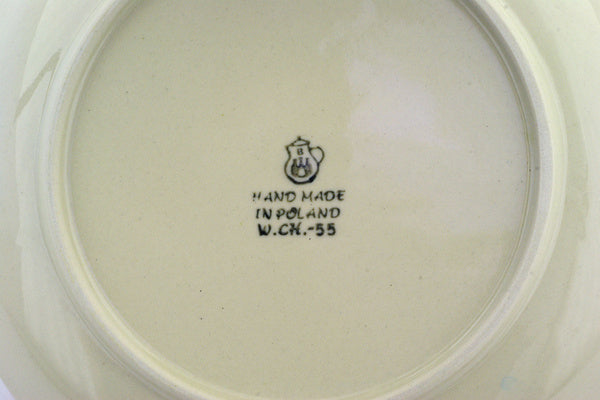 B
HAND MADE
IN POLAND
W.CH.-55